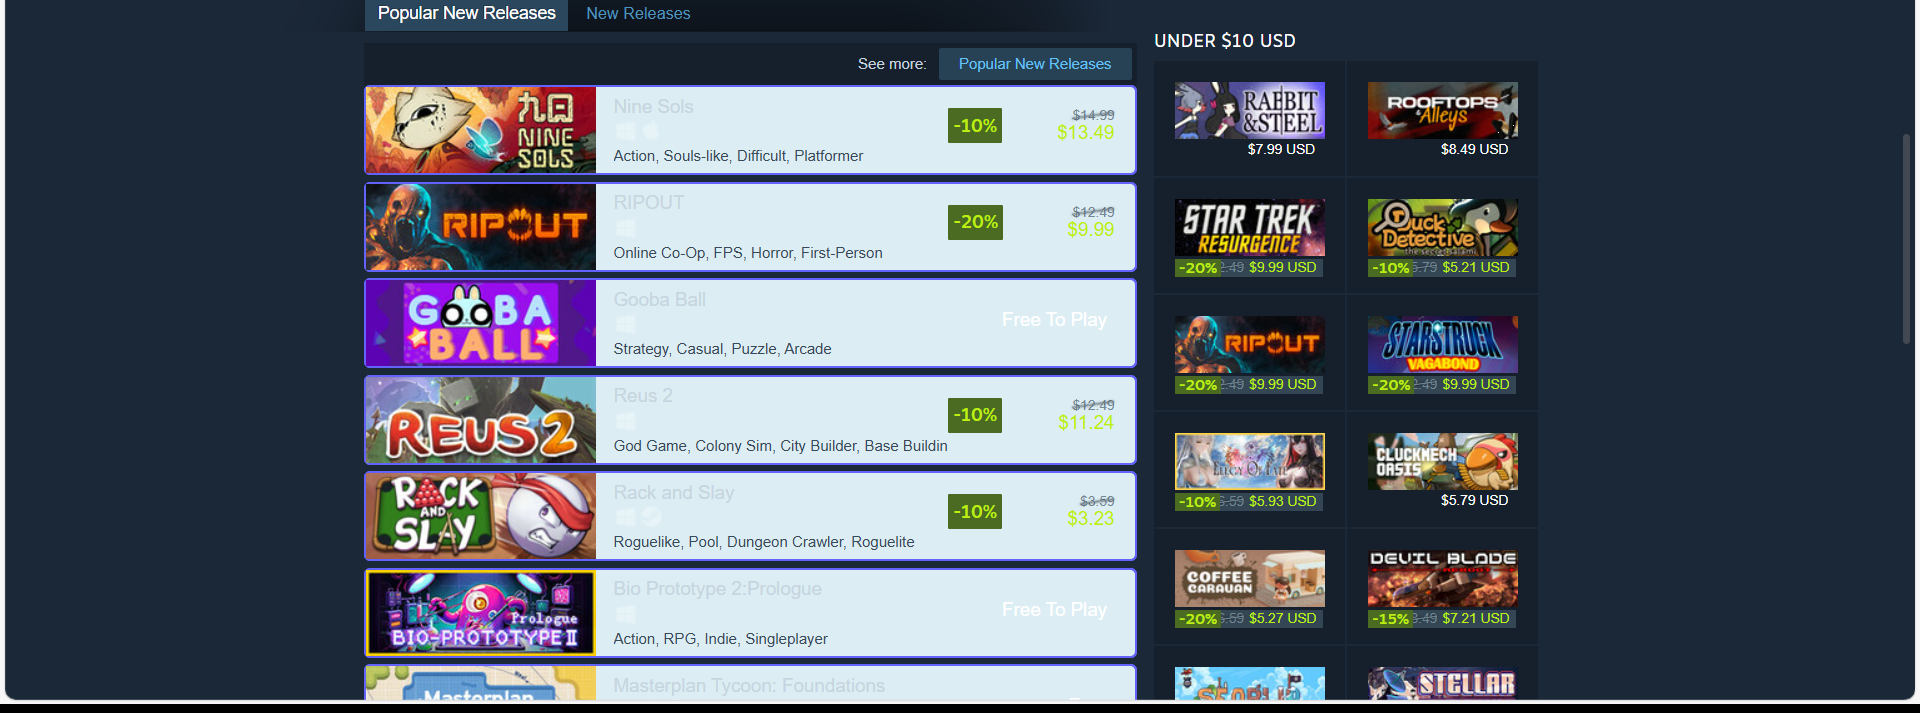 Popular New Releases
New Releases
See more:
Popular New Releases
九日
NINE
SOLS
Nine Sols
-10%
$14.99
$13.49
Action, Souls-like, Difficult, Platformer
RIPOUT
RIPOUT
-20%
$12.49
$9.99
Online Co-Op, FPS, Horror, First-Person
GOOBA
BALL
Gooba Ball
Free To Play
Strategy, Casual, Puzzle, Arcade
REUS 2
Reus 2
-10%
$12.49
$11.24
God Game, Colony Sim, City Builder, Base Buildin
RACK
AND
SLAY
Rack and Slay
-10%
$3.59
$3.23
Roguelike, Pool, Dungeon Crawler, Roguelite
Prologue
BIO-PROTOTYPE II
Bio Prototype 2:Prologue
Free To Play
Action, RPG, Indie, Singleplayer
Masterplan
Masterplan Tycoon: Foundations
UNDER $10 USD
RABBIT
&STEEL
$7.99 USD
ROOFTOPS
& Alleys
$8.49 USD
STAR TREK
RESURGENCE
-20% 2.49 $9.99 USD
Duck
Detective
-10% 5.79 $5.21 USD
RIPOUT
-20% 2.49 $9.99 USD
STARSTRUCK
VAGABOND
-20% 2.49 $9.99 USD
-10% 6.59 $5.93 USD
CLUCKMECH
OASIS
$5.79 USD
COFFEE
CARAVAN
-20% 6.59 $5.27 USD
DEVIL BLADE
-15% 8.49 $7.21 USD
STELLAR